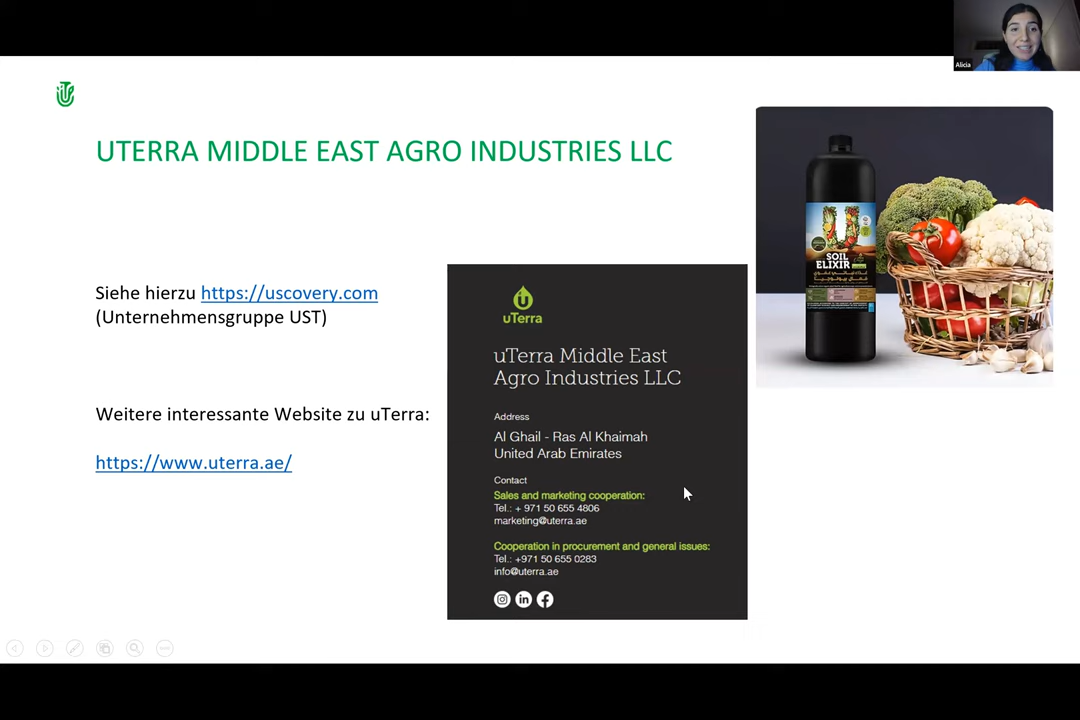 Alicia
UTERRA MIDDLE EAST AGRO INDUSTRIES LLC
Siehe hierzu https://uscovery.com
(Unternehmensgruppe UST)
Weitere interessante Website zu uTerra:
https://www.uterra.ae/
uTerra
uTerra Middle East
Agro Industries LLC
Address
Al Ghail - Ras Al Khaimah
United Arab Emirates
Contact
Sales and marketing cooperation:
Tel.: + 971 50 655 4806
marketing@uterra.ae
Cooperation in procurement and general issues:
Tel.: +971 50 655 0283
info@uterra.ae
U
SOIL
ELIXIR